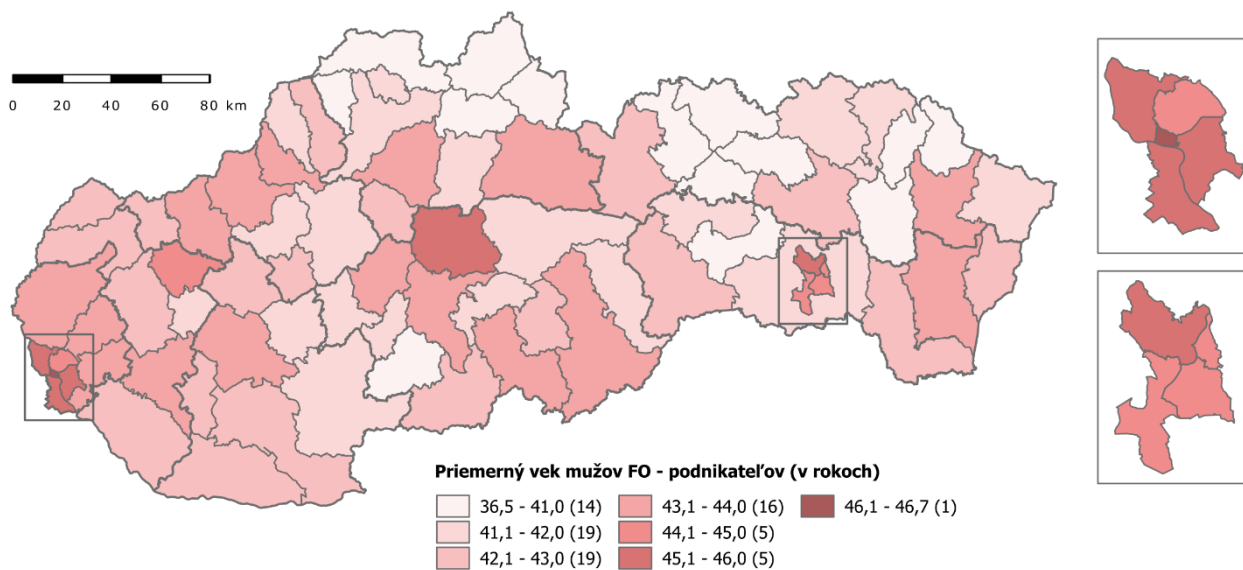 0 20 40 60 80 km
Priemerný vek mužov FO - podnikateľov (v rokoch)
36,5 - 41,0 (14) 43,1 - 44,0 (16) 46,1 - 46,7 (1)
41,1 - 42,0 (19) 44,1 - 45,0 (5)
42,1 - 43,0 (19) 45,1 - 46,0 (5)